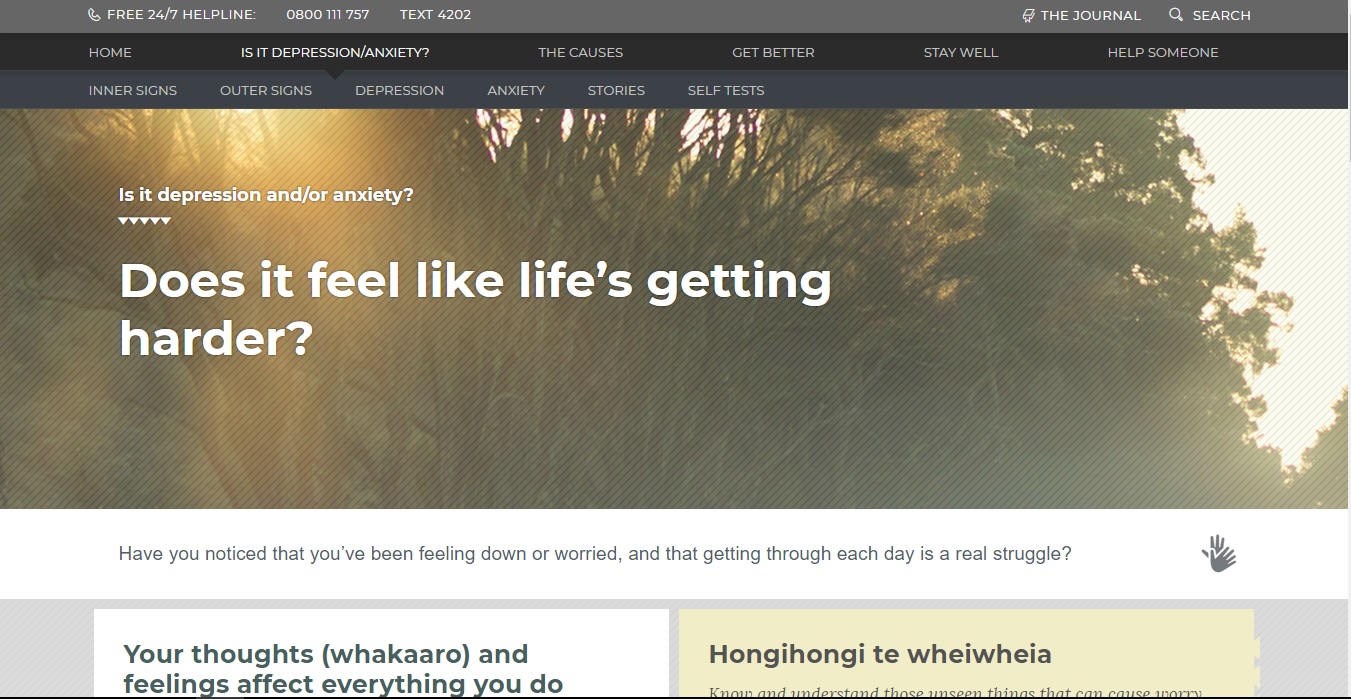 FREE 24/7 HELPLINE: 0800 111 757 TEXT 4202 THE JOURNAL SEARCH
HOME IS IT DEPRESSION/ANXIETY? THE CAUSES GET BETTER STAY WELL HELP SOMEONE
INNER SIGNS OUTER SIGNS DEPRESSION ANXIETY STORIES SELF TESTS
Is it depression and/or anxiety?
Does it feel like life’s getting
harder?
Have you noticed that you’ve been feeling down or worried, and that getting through each day is a real struggle?
Your thoughts (whakaaro) and
feelings affect everything you do
Hongihongi te wheiwheia
Know and understand those unseen things that can cause worry